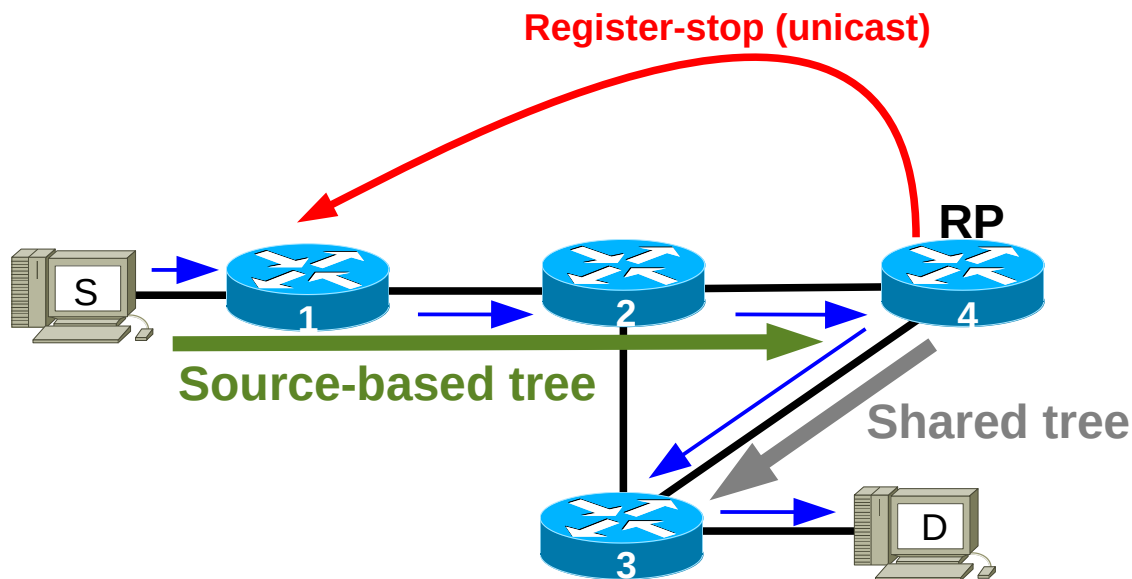 Register-stop (unicast)
RP
S
1
2
4
Source-based tree
Shared tree
3
D